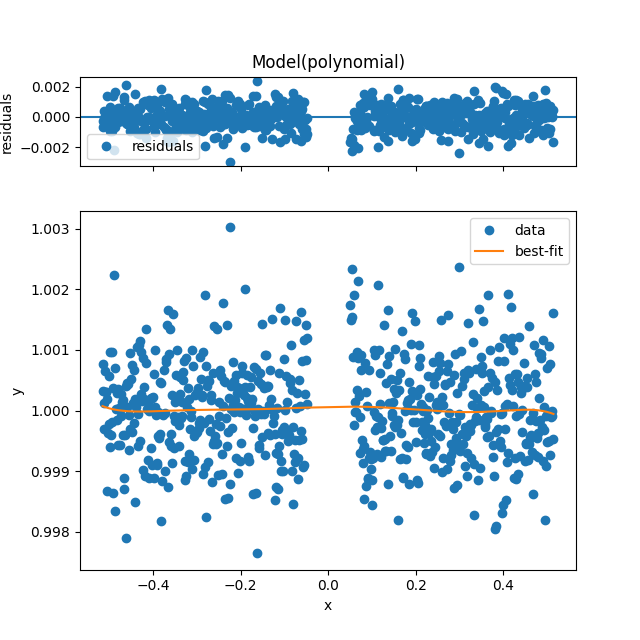 Model(polynomial)
residuals
0.002
0.000
−0.002
residuals
y
1.003
1.002
1.001
1.000
0.999
0.998
data
best-fit
−0.4
−0.2
0.0
0.2
0.4
x